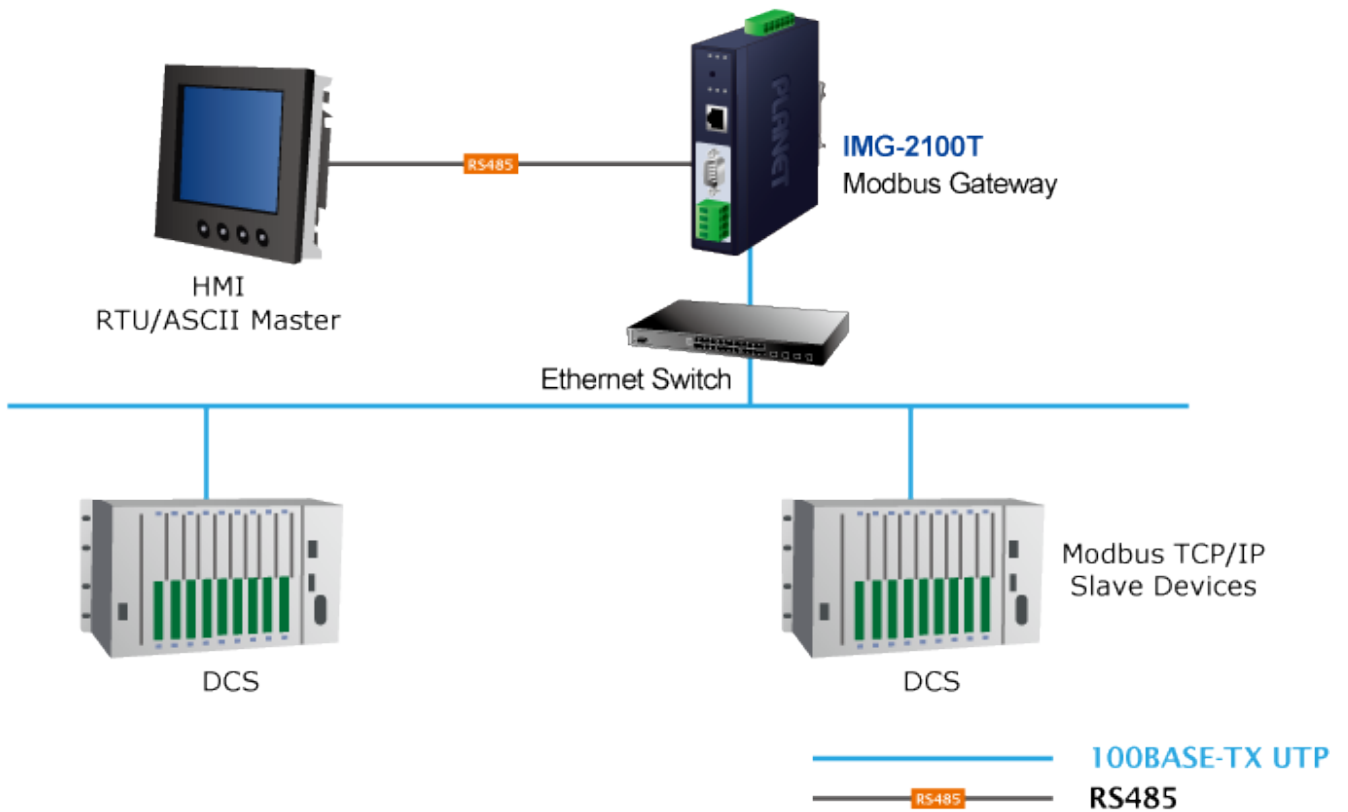 PLANET
RS485
IMG-2100T
Modbus Gateway
HMI
RTU/ASCII Master
Ethernet Switch
Modbus TCP/IP
Slave Devices
DCS
DCS
100BASE-TX UTP
RS485
RS485